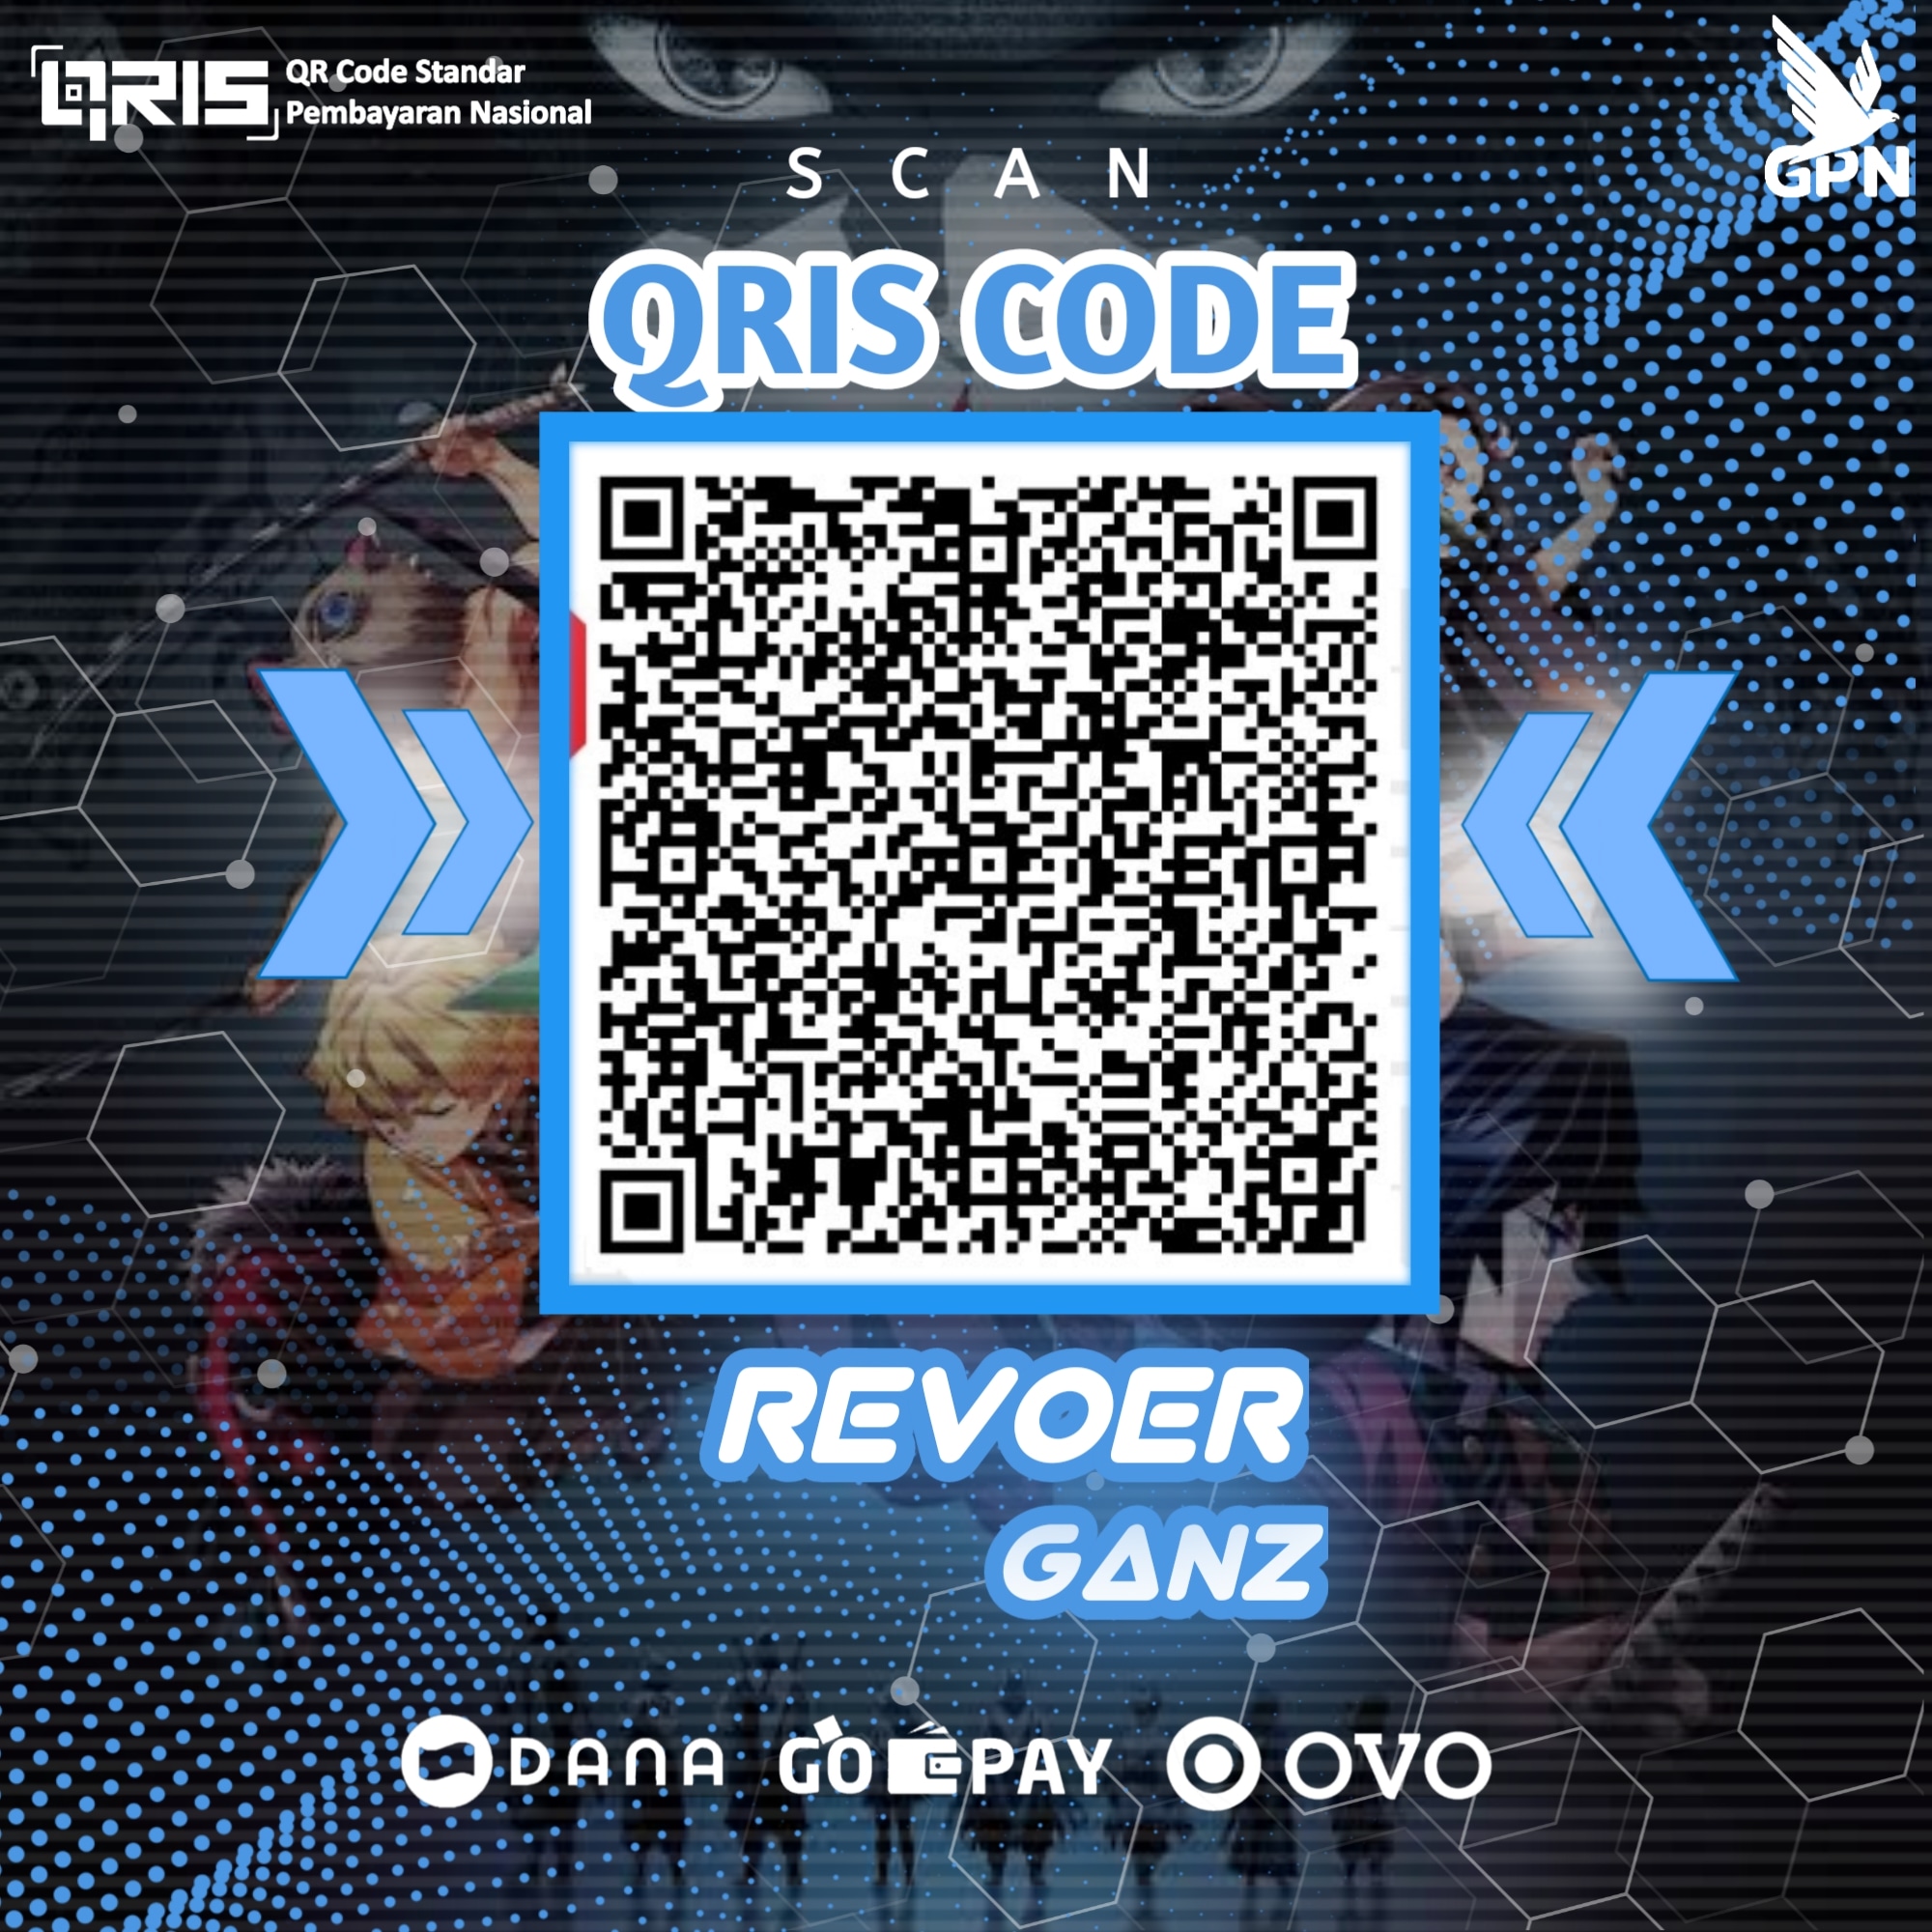 QRIS
QR Code Standar
Pembayaran Nasional
GPN
SCAN
QRIS CODE
REVOER
GANZ
DANA GOPAY OVO